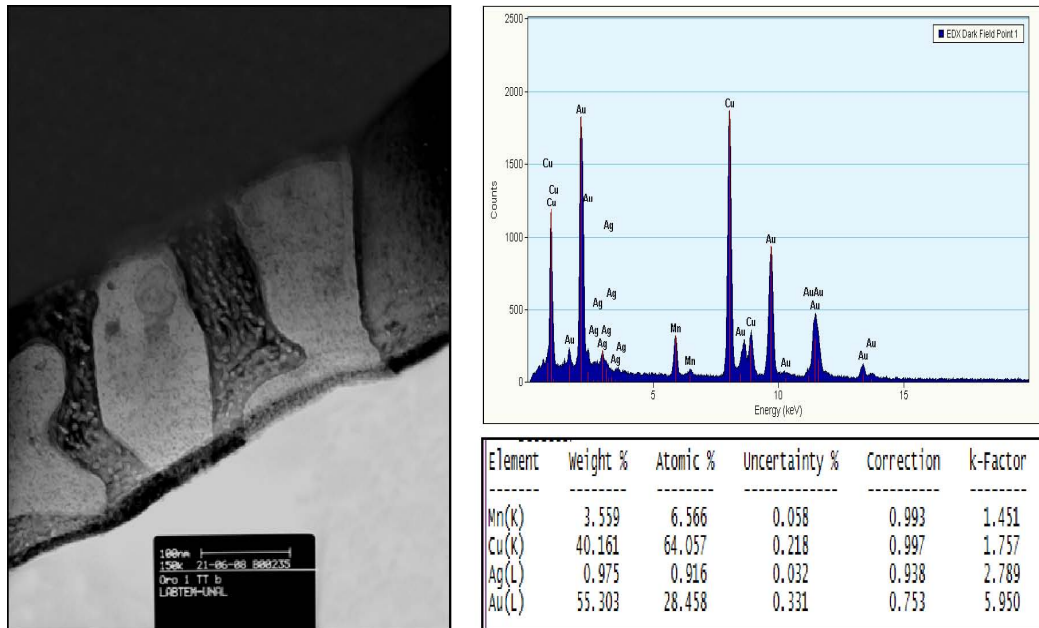 100nm
150k 21-06-08 B00235
Oro 1 TT b
LABTEM-UNAL
2500
2000
1500
1000
500
0
Counts
EDX Dark Field Point 1
Cu
Cu
Cu
Au
Au
Au
Ag
Ag
Ag
Ag
Ag
Ag
Ag
Mn
Mn
Cu
Au
Cu
Au
Au
Au Au
Au
Au
Au
5
10
15
Energy (keV)
Element Weight % Atomic % Uncertainty % Correction k-Factor
Mn(K) 3.559 6.566 0.058 0.993 1.451
Cu(K) 40.161 64.057 0.218 0.997 1.757
Ag(L) 0.975 0.916 0.032 0.938 2.789
Au(L) 55.303 28.458 0.331 0.753 5.950